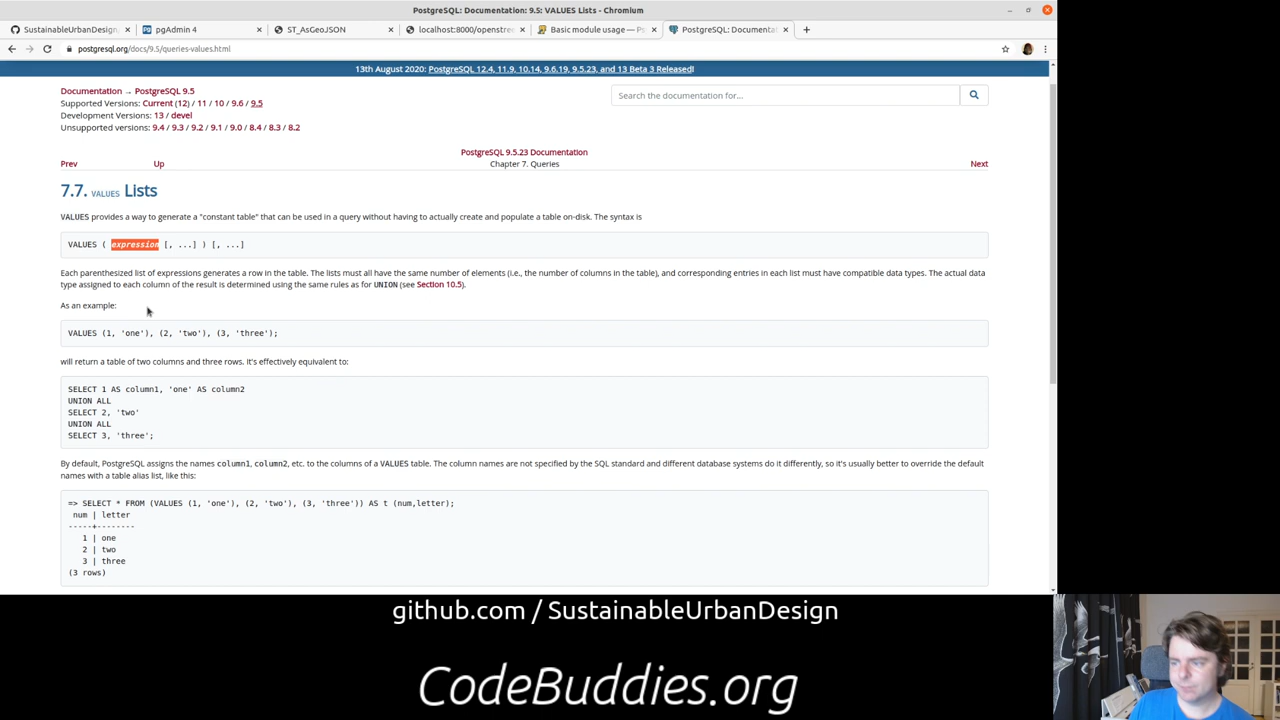 PostgreSQL: Documentation: 9.5: VALUES Lists - Chromium
SustainableUrbanDesign,
pgAdmin 4
ST_AsGeoJSON
localhost:8000/openstre
Basic module usage — Ps
PostgreSQL: Documentat
postgresql.org/docs/9.5/queries-values.html
13th August 2020: PostgreSQL 12.4, 11.9, 10.14, 9.6.19, 9.5.23, and 13 Beta 3 Released!
Documentation → PostgreSQL 9.5
Supported Versions: Current (12) / 11 / 10 / 9.6 / 9.5
Development Versions: 13 / devel
Unsupported versions: 9.4 / 9.3 / 9.2 / 9.1 / 9.0 / 8.4 / 8.3 / 8.2
Search the documentation for...
PostgreSQL 9.5.23 Documentation
Prev Up Chapter 7. Queries Next
7.7. VALUES Lists
VALUES provides a way to generate a "constant table" that can be used in a query without having to actually create and populate a table on-disk. The syntax is
VALUES ( expression [, ...] ) [, ...]
Each parenthesized list of expressions generates a row in the table. The lists must all have the same number of elements (i.e., the number of columns in the table), and corresponding entries in each list must have compatible data types. The actual data
type assigned to each column of the result is determined using the same rules as for UNION (see Section 10.5).
As an example:
VALUES (1, 'one'), (2, 'two'), (3, 'three');
will return a table of two columns and three rows. It's effectively equivalent to:
SELECT 1 AS column1, 'one' AS column2
UNION ALL
SELECT 2, 'two'
UNION ALL
SELECT 3, 'three';
By default, PostgreSQL assigns the names column1, column2, etc. to the columns of a VALUES table. The column names are not specified by the SQL standard and different database systems do it differently, so it's usually better to override the default
names with a table alias list, like this:
=> SELECT * FROM (VALUES (1, 'one'), (2, 'two'), (3, 'three')) AS t (num,letter);
num | letter
-----+--------
1 | one
2 | two
3 | three
(3 rows)
github.com / SustainableUrbanDesign
CodeBuddies.org